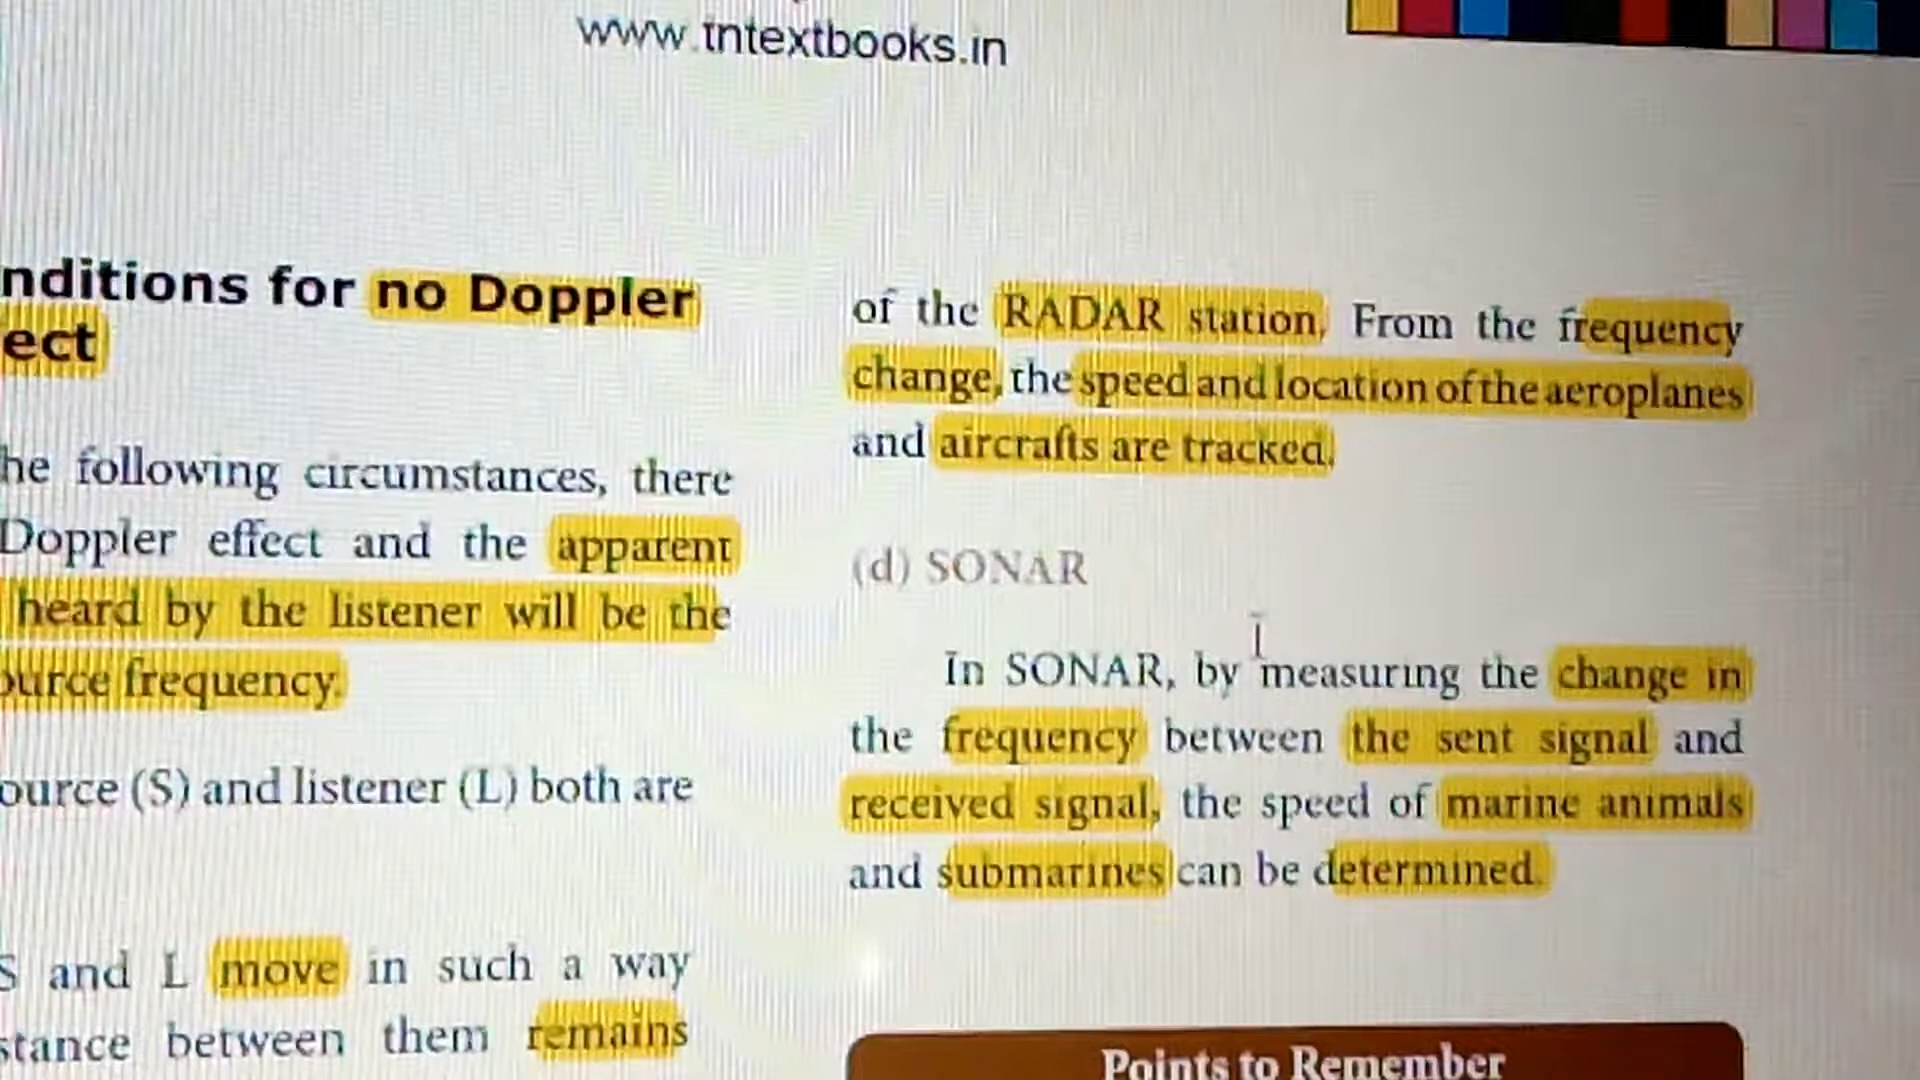 www.tntextbooks.in
nditions for no Doppler
ect
he following circumstances, there
Doppler effect and the apparent
heard by the listener will be the
ource frequency.
ource (S) and listener (L) both are
S and L move in such a way
stance between them remains
of the RADAR station. From the frequency
change, the speed and location of the aeroplanes
and aircrafts are tracked.
(d) SONAR
In SONAR, by measuring the change in
the frequency between the sent signal and
received signal, the speed of marine animals
and submarines can be determined.
Points to Remember